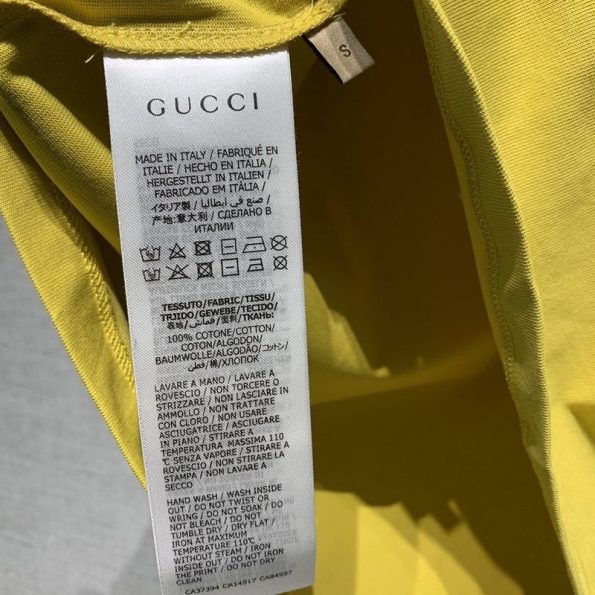 S
GUCCI
MADE IN ITALY / FABRIQUÉ EN
ITALIE / HECHO EN ITALIA /
HERGESTELLT IN ITALIEN /
FABRICADO EM ITÁLIA /
イタリア製 / صنع في ايطاليا /
产地:意大利 / СДЕЛАНО В
ИТАЛИИ
TESSUTO/FABRIC/TISSU/
TEJIDO/GEWEBE/TECIDO/
表地/قماش/面料/ТКАНЬ:
100% COTONE/COTTON/
COTON/ALGODON/
BAUMWOLLE/ALGODÃO/コットン/
قطن/棉/ХЛОПОК
LAVARE A MANO / LAVARE A
ROVESCIO / NON TORCERE O
STRIZZARE / NON LASCIARE IN
AMMOLLO / NON TRATTARE
CON CLORO / NON USARE
ASCIUGATRICE / ASCIUGARE
IN PIANO / STIRARE A
TEMPERATURA MASSIMA 110
°C SENZA VAPORE / STIRARE A
ROVESCIO / NON STIRARE LA
STAMPA / NON LAVARE A
SECCO
HAND WASH / WASH INSIDE
OUT / DO NOT TWIST OR
WRING / DO NOT SOAK / DO
NOT BLEACH / DO NOT
TUMBLE DRY / DRY FLAT /
IRON AT MAXIMUM
TEMPERATURE 110°C
WITHOUT STEAM / IRON
INSIDE OUT / DO NOT IRON
THE PRINT / DO NOT DRY
CLEAN
CA37394 CA14517 CA84937